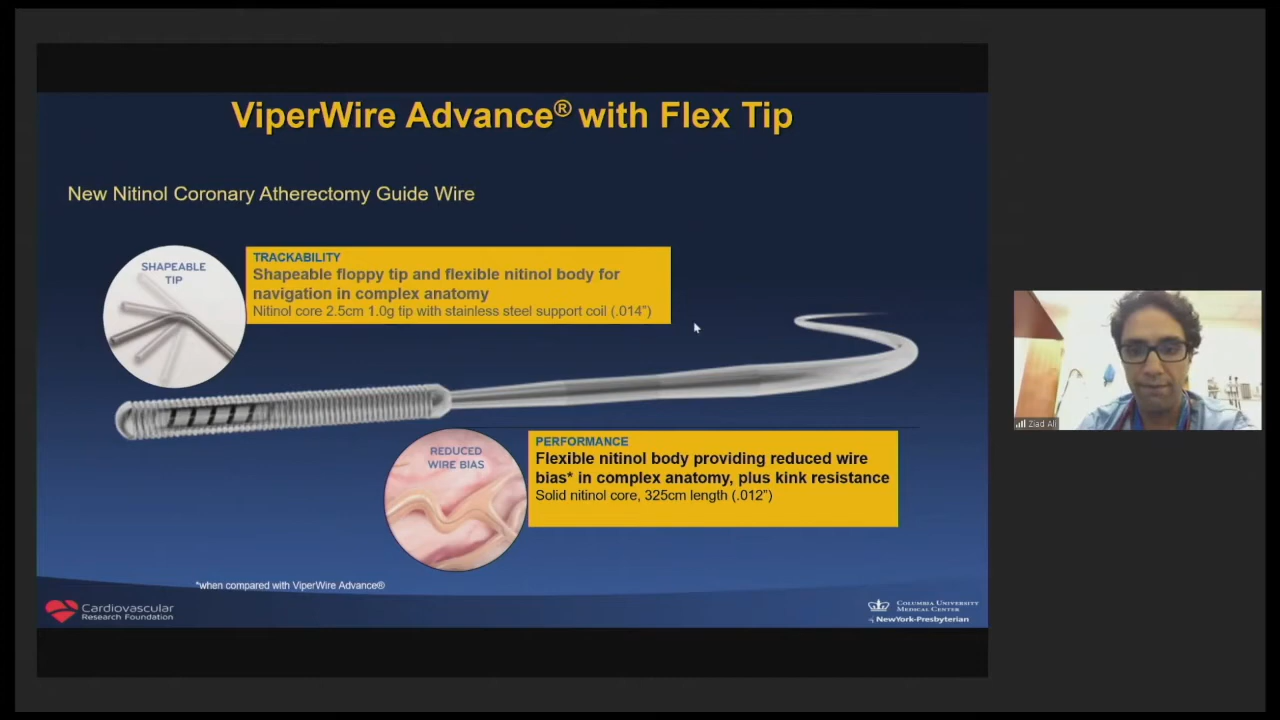 ViperWire Advance® with Flex Tip
New Nitinol Coronary Atherectomy Guide Wire
SHAPEABLE
TIP
TRACKABILITY
Shapeable floppy tip and flexible nitinol body for
navigation in complex anatomy
Nitinol core 2.5cm 1.0g tip with stainless steel support coil (.014”)
REDUCED
WIRE BIAS
PERFORMANCE
Flexible nitinol body providing reduced wire
bias* in complex anatomy, plus kink resistance
Solid nitinol core, 325cm length (.012”)
*when compared with ViperWire Advance®
Cardiovascular
Research Foundation
COLUMBIA UNIVERSITY
MEDICAL CENTER
NewYork-Presbyterian
Ziad Ali